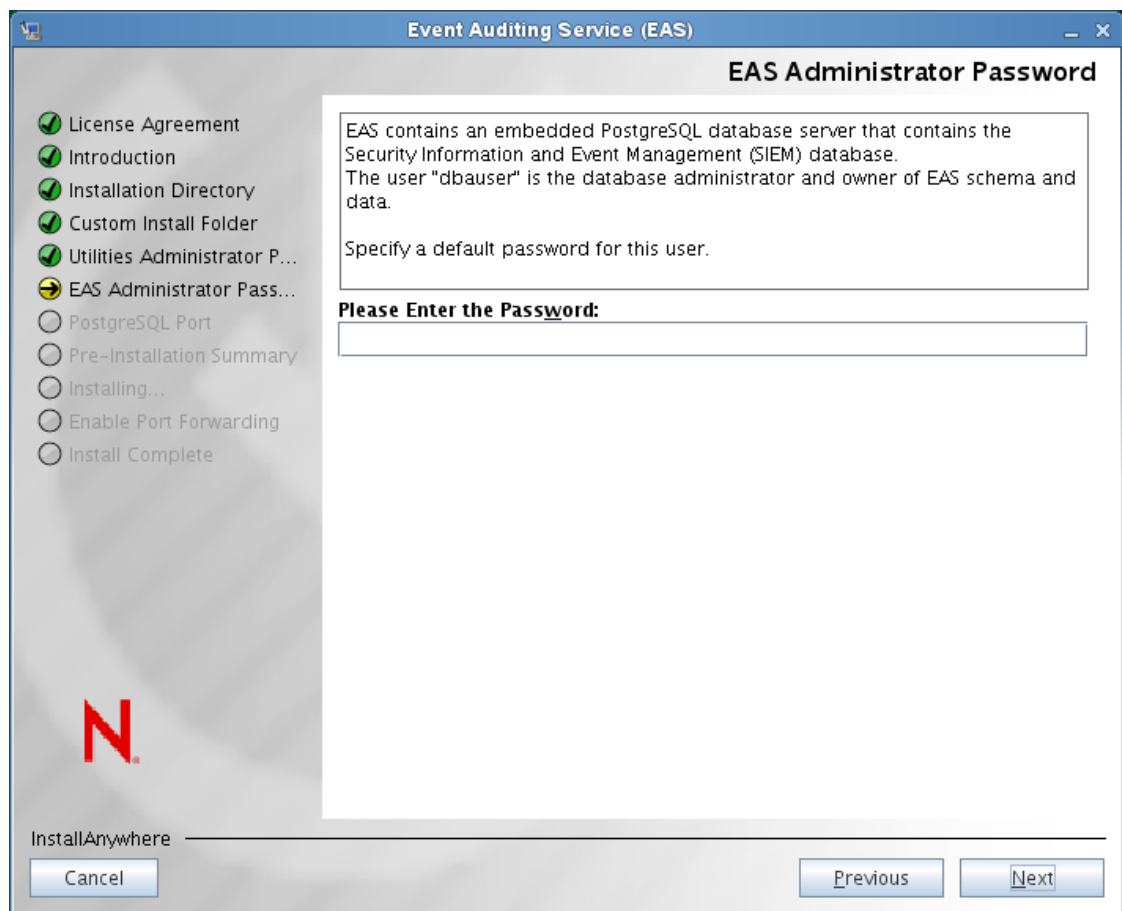 Event Auditing Service (EAS)
EAS Administrator Password
License Agreement
Introduction
Installation Directory
Custom Install Folder
Utilities Administrator P...
EAS Administrator Pass...
PostgreSQL Port
Pre-Installation Summary
Installing...
Enable Port Forwarding
Install Complete
EAS contains an embedded PostgreSQL database server that contains the
Security Information and Event Management (SIEM) database.
The user "dbauser" is the database administrator and owner of EAS schema and
data.
Specify a default password for this user.
Please Enter the Password:
N
InstallAnywhere
Cancel
Previous
Next